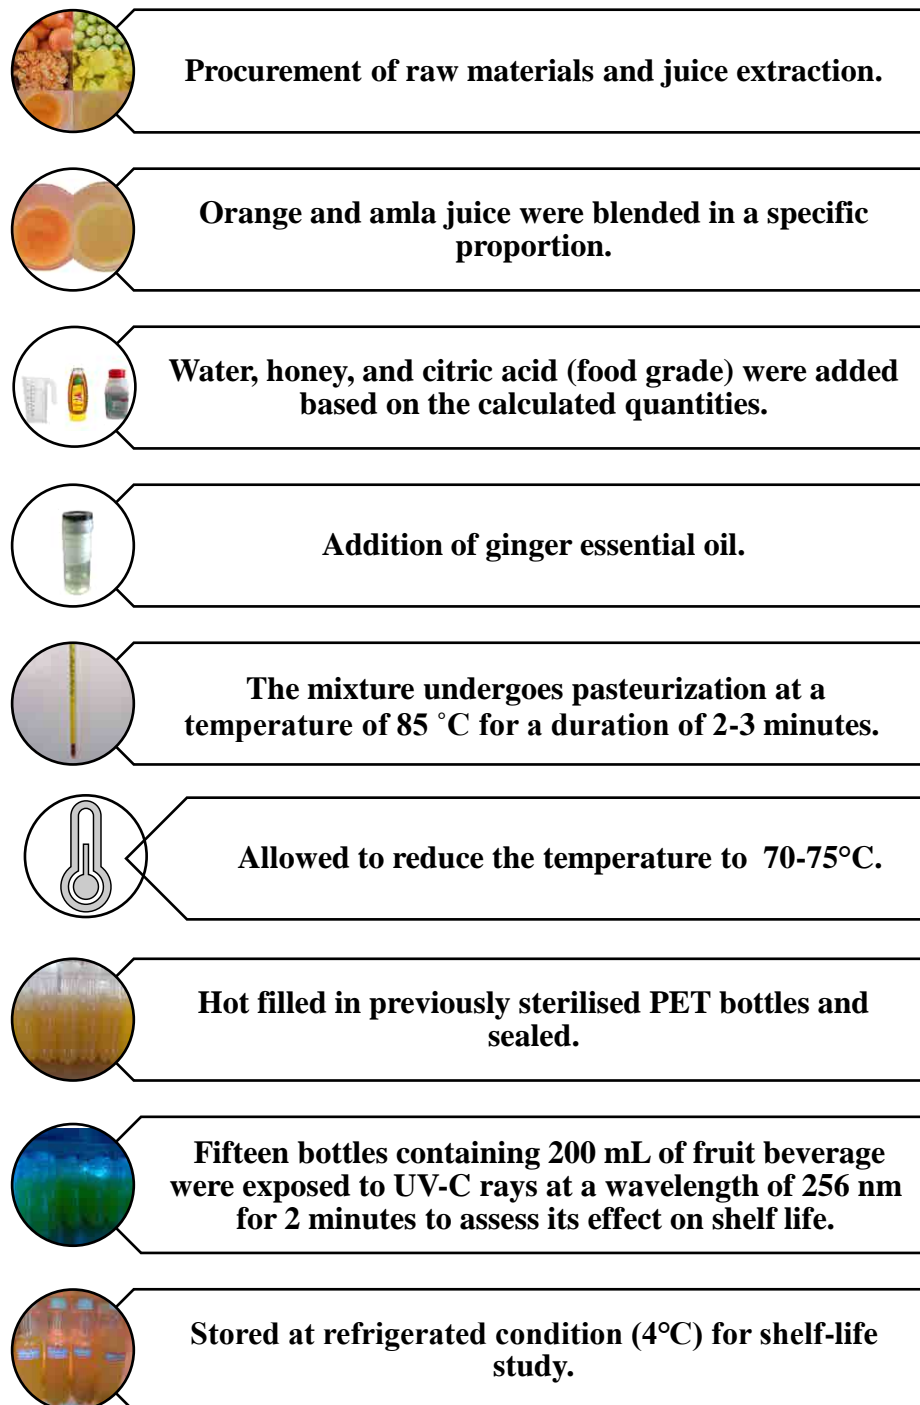 Procurement of raw materials and juice extraction.
Orange and amla juice were blended in a specific
proportion.
Water, honey, and citric acid (food grade) were added
based on the calculated quantities.
Addition of ginger essential oil.
The mixture undergoes pasteurization at a
temperature of 85 ˚C for a duration of 2-3 minutes.
Allowed to reduce the temperature to  70-75°C.
Hot filled in previously sterilised PET bottles and
sealed.
Fifteen bottles containing 200 mL of fruit beverage
were exposed to UV-C rays at a wavelength of 256 nm
for 2 minutes to assess its effect on shelf life.
Stored at refrigerated condition (4℃) for shelf-life
study.